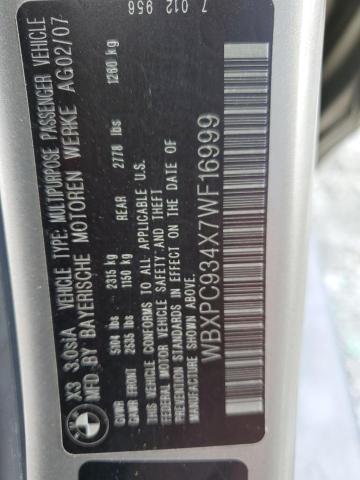 7 012 956
X3 3.0siA VEHICLE TYPE: MULTIPURPOSE PASSENGER VEHICLE
MFD BY BAYERISCHE MOTOREN WERKE AG 02/07
GVWR 5104 lbs 2315 kg
GAWR FRONT 2535 lbs 1150 kg REAR 2778 lbs 1260 kg
THIS VEHICLE CONFORMS TO ALL APPLICABLE U.S.
FEDERAL MOTOR VEHICLE SAFETY AND THEFT
PREVENTION STANDARDS IN EFFECT ON THE DATE OF
MANUFACTURE SHOWN ABOVE.
WBXPC934X7WF16999